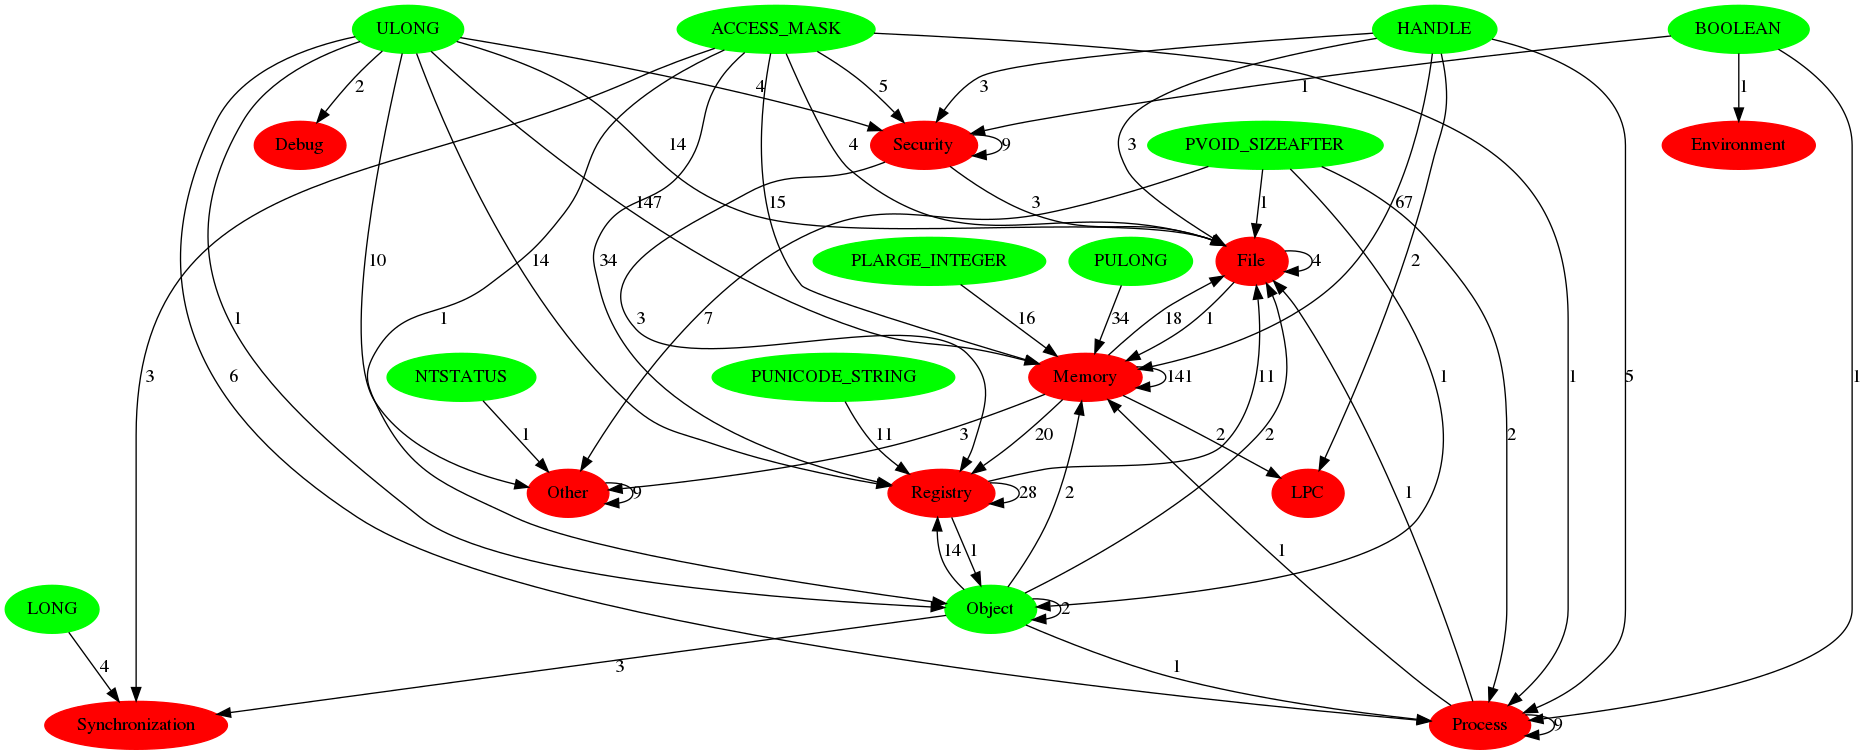 ULONG
ACCESS_MASK
HANDLE
BOOLEAN
2
4
5
3
1
1
Debug
14
Security
9
4
3
PVOID_SIZEAFTER
Environment
147
15
3
1
67
10
14
34
PLARGE_INTEGER
PULONG
File
4
2
1
1
3
7
16
34
18
1
3
6
NTSTATUS
PUNICODE_STRING
Memory
141
1
1
5
1
1
11
3
20
2
11
2
2
Other
9
Registry
28
LPC
1
14
1
2
1
LONG
Object
2
4
3
1
Synchronization
Process
9